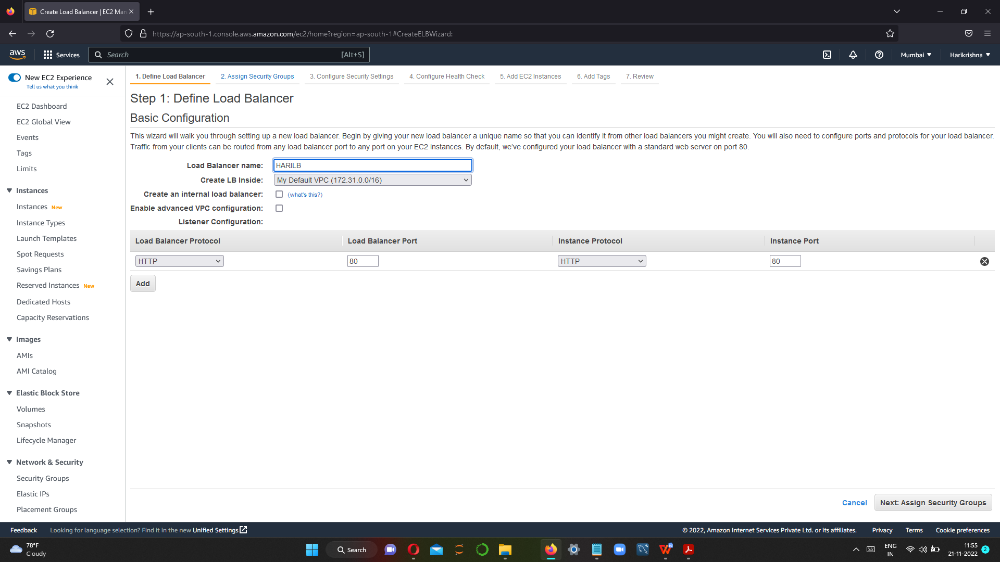 Create Load Balancer | EC2 Man
https://ap-south-1.console.aws.amazon.com/ec2/home?region=ap-south-1#CreateELBWizard:
aws
Services
Search
[Alt+S]
Mumbai
Harikrishna
New EC2 Experience
Tell us what you think
EC2 Dashboard
EC2 Global View
Events
Tags
Limits
Instances
Instances New
Instance Types
Launch Templates
Spot Requests
Savings Plans
Reserved Instances New
Dedicated Hosts
Capacity Reservations
Images
AMIs
AMI Catalog
Elastic Block Store
Volumes
Snapshots
Lifecycle Manager
Network & Security
Security Groups
Elastic IPs
Placement Groups
1. Define Load Balancer
2. Assign Security Groups
3. Configure Security Settings
4. Configure Health Check
5. Add EC2 Instances
6. Add Tags
7. Review
Step 1: Define Load Balancer
Basic Configuration
This wizard will walk you through setting up a new load balancer. Begin by giving your new load balancer a unique name so that you can identify it from other load balancers you might create. You will also need to configure ports and protocols for your load balancer.
Traffic from your clients can be routed from any load balancer port to any port on your EC2 instances. By default, we've configured your load balancer with a standard web server on port 80.
Load Balancer name: HARILB
Create LB Inside: My Default VPC (172.31.0.0/16)
Create an internal load balancer: (what's this?)
Enable advanced VPC configuration:
Listener Configuration:
Load Balancer Protocol
Load Balancer Port
Instance Protocol
Instance Port
HTTP
80
HTTP
80
Add
Cancel
Next: Assign Security Groups
Feedback
Looking for language selection? Find it in the new Unified Settings
© 2022, Amazon Internet Services Private Ltd. or its affiliates.
Privacy
Terms
Cookie preferences
78°F
Cloudy
Search
ENG
IN
11:55
21-11-2022
2